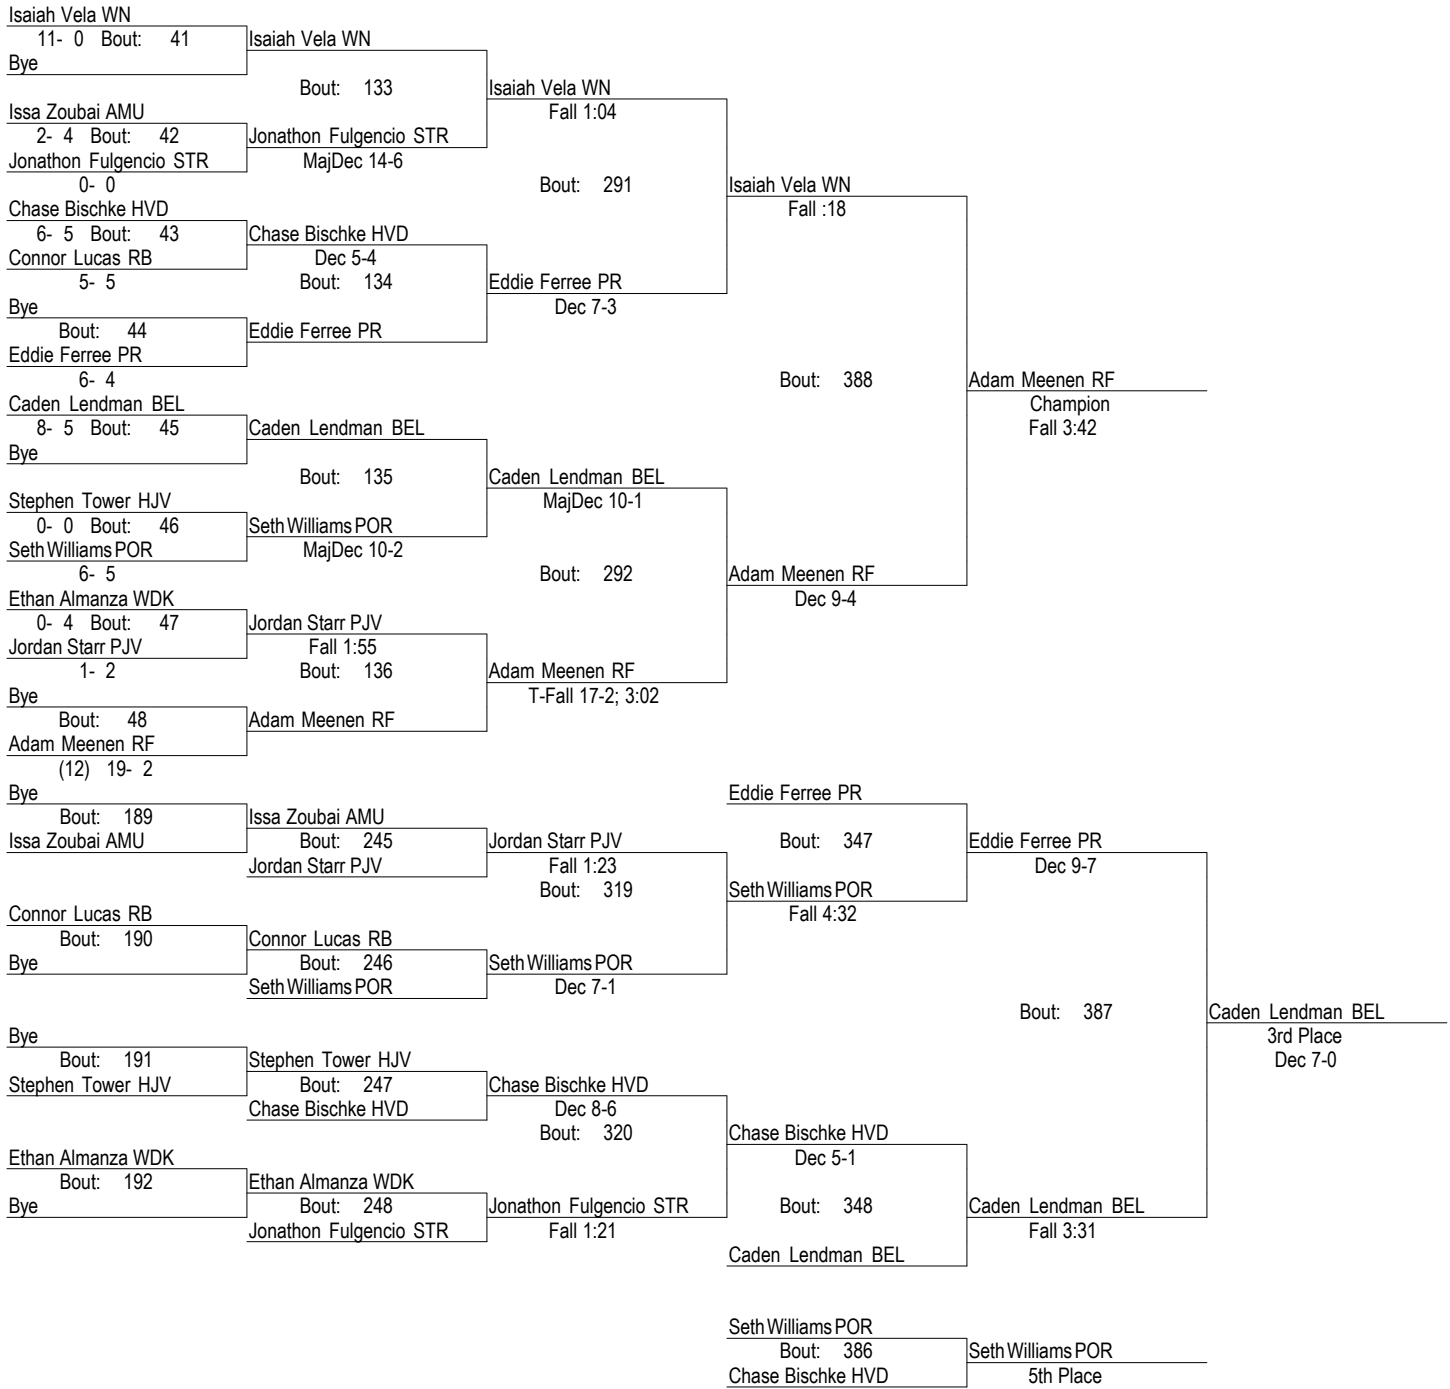 Isaiah Vela WN
11- 0 Bout: 41
Isaiah Vela WN
Bye
Bout: 133
Isaiah Vela WN
Issa Zoubai AMU
Fall 1:04
2- 4 Bout: 42
Jonathon Fulgencio STR
Jonathon Fulgencio STR
MajDec 14-6
0- 0
Bout: 291
Isaiah Vela WN
Chase Bischke HVD
Fall :18
6- 5 Bout: 43
Chase Bischke HVD
Connor Lucas RB
Dec 5-4
5- 5
Bout: 134
Eddie Ferree PR
Bye
Dec 7-3
Bout: 44
Eddie Ferree PR
Eddie Ferree PR
6- 4
Bout: 388
Adam Meenen RF
Caden Lendman BEL
Champion
8- 5 Bout: 45
Caden Lendman BEL
Fall 3:42
Bye
Bout: 135
Caden Lendman BEL
Stephen Tower HJV
MajDec 10-1
0- 0 Bout: 46
Seth Williams POR
Seth Williams POR
MajDec 10-2
6- 5
Bout: 292
Adam Meenen RF
Ethan Almanza WDK
Dec 9-4
0- 4 Bout: 47
Jordan Starr PJV
Jordan Starr PJV
Fall 1:55
1- 2
Bout: 136
Adam Meenen RF
Bye
T-Fall 17-2; 3:02
Bout: 48
Adam Meenen RF
Adam Meenen RF
(12) 19- 2
Bye
Eddie Ferree PR
Bout: 189
Issa Zoubai AMU
Issa Zoubai AMU
Bout: 245
Jordan Starr PJV
Bout: 347
Eddie Ferree PR
Jordan Starr PJV
Fall 1:23
Dec 9-7
Bout: 319
Seth Williams POR
Connor Lucas RB
Fall 4:32
Bout: 190
Connor Lucas RB
Bye
Bout: 246
Seth Williams POR
Seth Williams POR
Dec 7-1
Bout: 387
Caden Lendman BEL
Bye
3rd Place
Bout: 191
Stephen Tower HJV
Dec 7-0
Stephen Tower HJV
Bout: 247
Chase Bischke HVD
Chase Bischke HVD
Dec 8-6
Bout: 320
Chase Bischke HVD
Ethan Almanza WDK
Dec 5-1
Bout: 192
Ethan Almanza WDK
Bye
Bout: 248
Jonathon Fulgencio STR
Bout: 348
Caden Lendman BEL
Jonathon Fulgencio STR
Fall 1:21
Fall 3:31
Caden Lendman BEL
Seth Williams POR
Bout: 386
Seth Williams POR
Chase Bischke HVD
5th Place